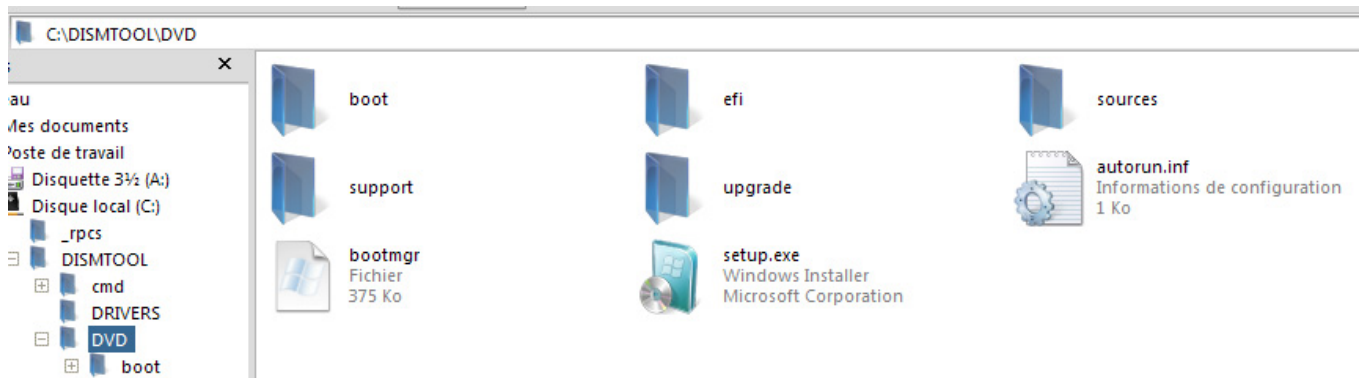 C:\DISMTOOL\DVD
boot
efi
sources
support
upgrade
autorun.inf
Informations de configuration
1 Ko
bootmgr
Fichier
375 Ko
setup.exe
Windows Installer
Microsoft Corporation
Mes documents
Poste de travail
Disquette 3½ (A:)
Disque local (C:)
_rpcs
DISMTOOL
cmd
DRIVERS
DVD
boot